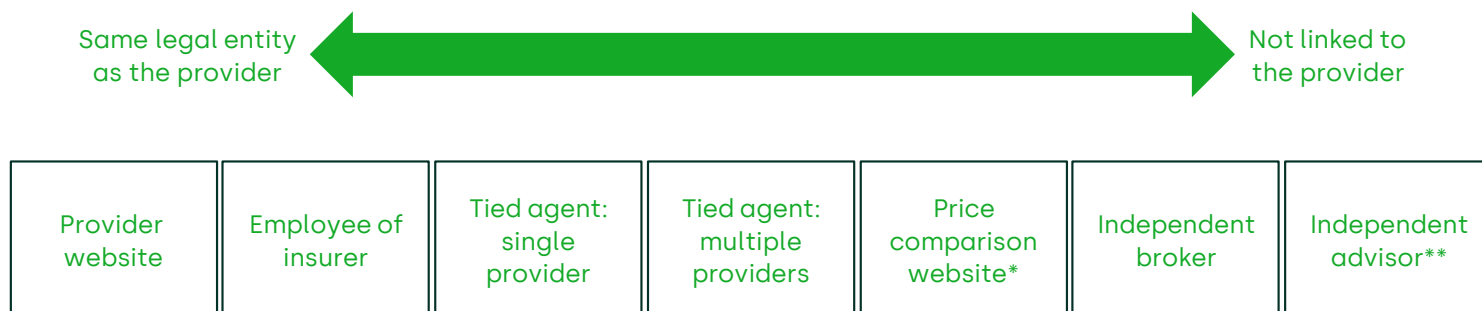 Same legal entity
as the provider
Not linked to
the provider
Provider
website
Employee of
insurer
Tied agent:
single
provider
Tied agent:
multiple
providers
Price
comparison
website*
Independent
broker
Independent
advisor**